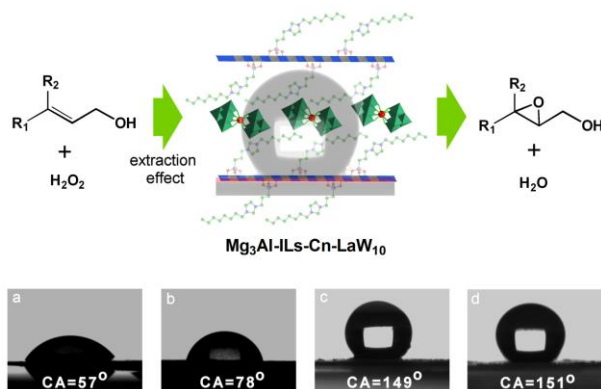 R₂
R₁
OH
+
H₂O₂
extraction
effect
Mg₃Al-ILs-Cn-LaW₁₀
R₂
O
R₁
OH
+
H₂O
a
CA=57°
b
CA=78°
c
CA=149°
d
CA=151°